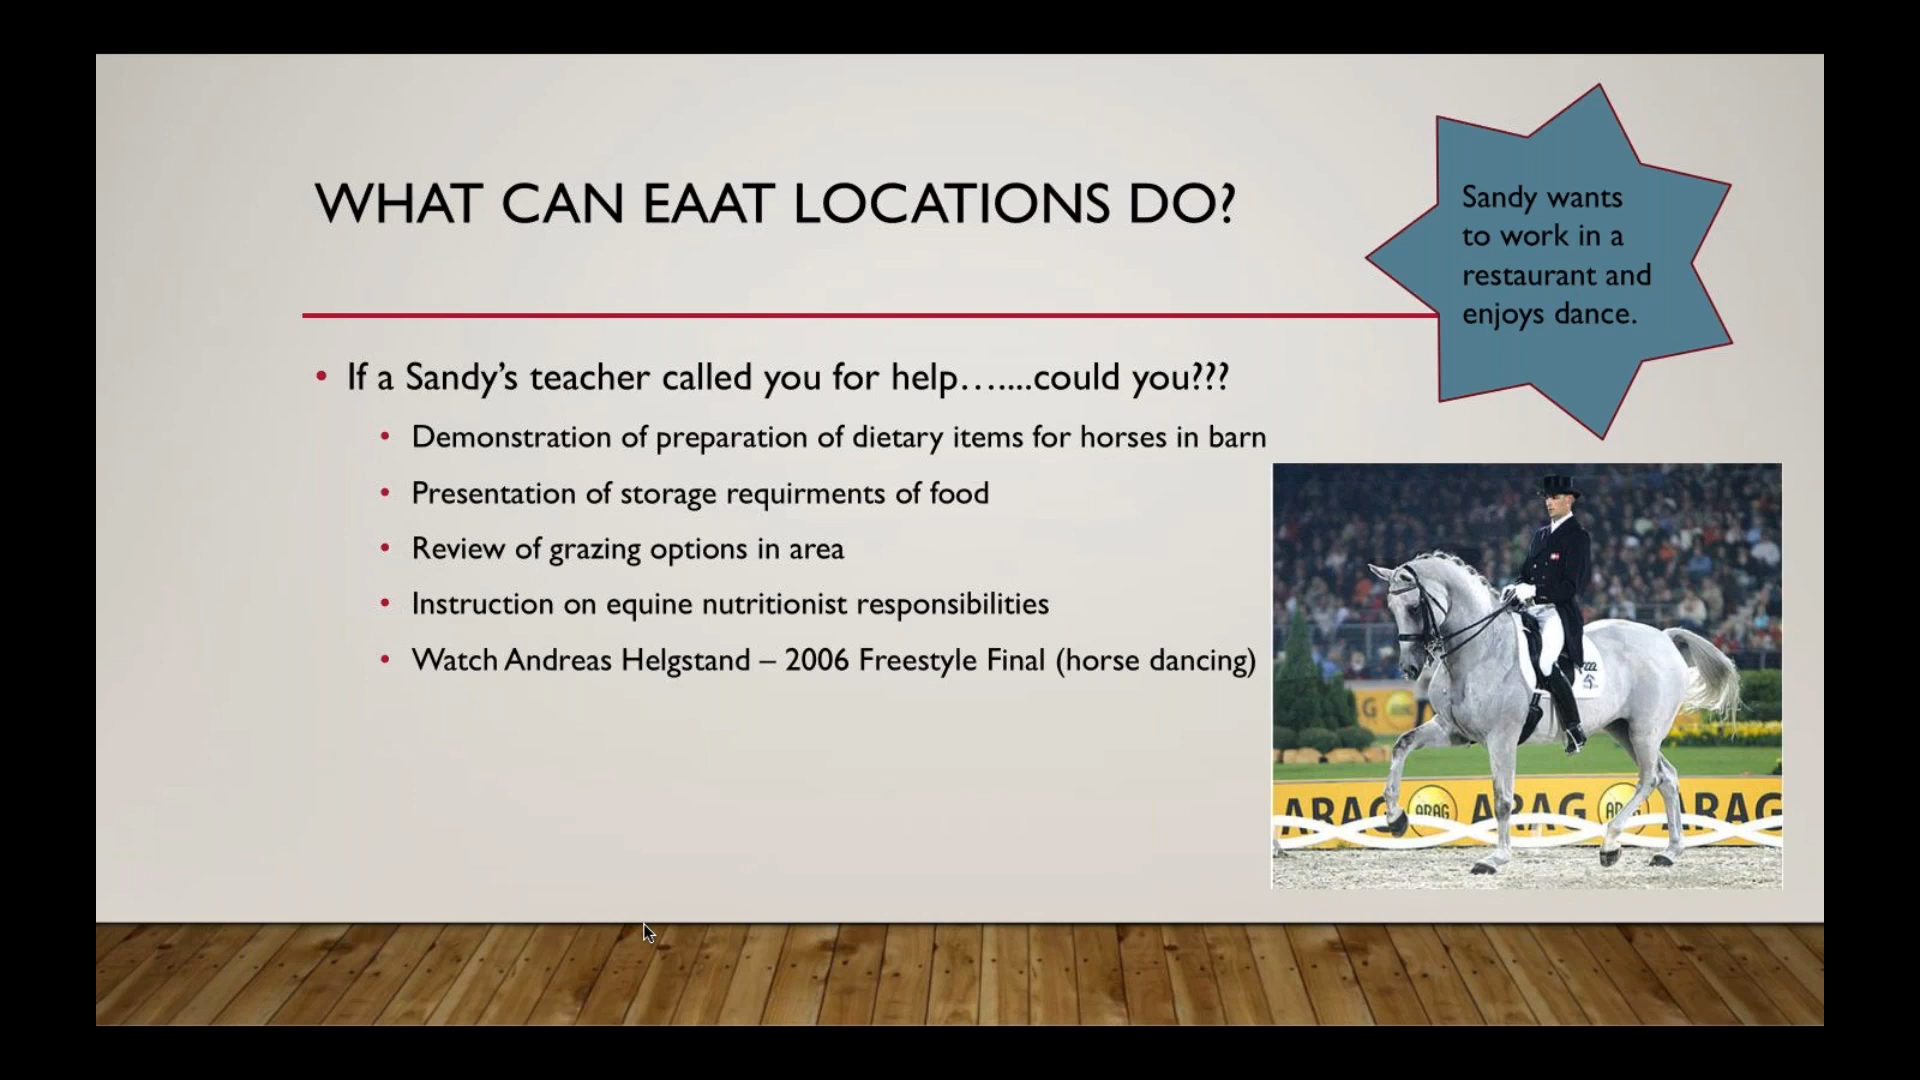 WHAT CAN EAAT LOCATIONS DO?
Sandy wants
to work in a
restaurant and
enjoys dance.
• If a Sandy’s teacher called you for help…....could you???
• Demonstration of preparation of dietary items for horses in barn
• Presentation of storage requirments of food
• Review of grazing options in area
• Instruction on equine nutritionist responsibilities
• Watch Andreas Helgstand – 2006 Freestyle Final (horse dancing)
ARAG ARAG ARAG ARAG ARAG